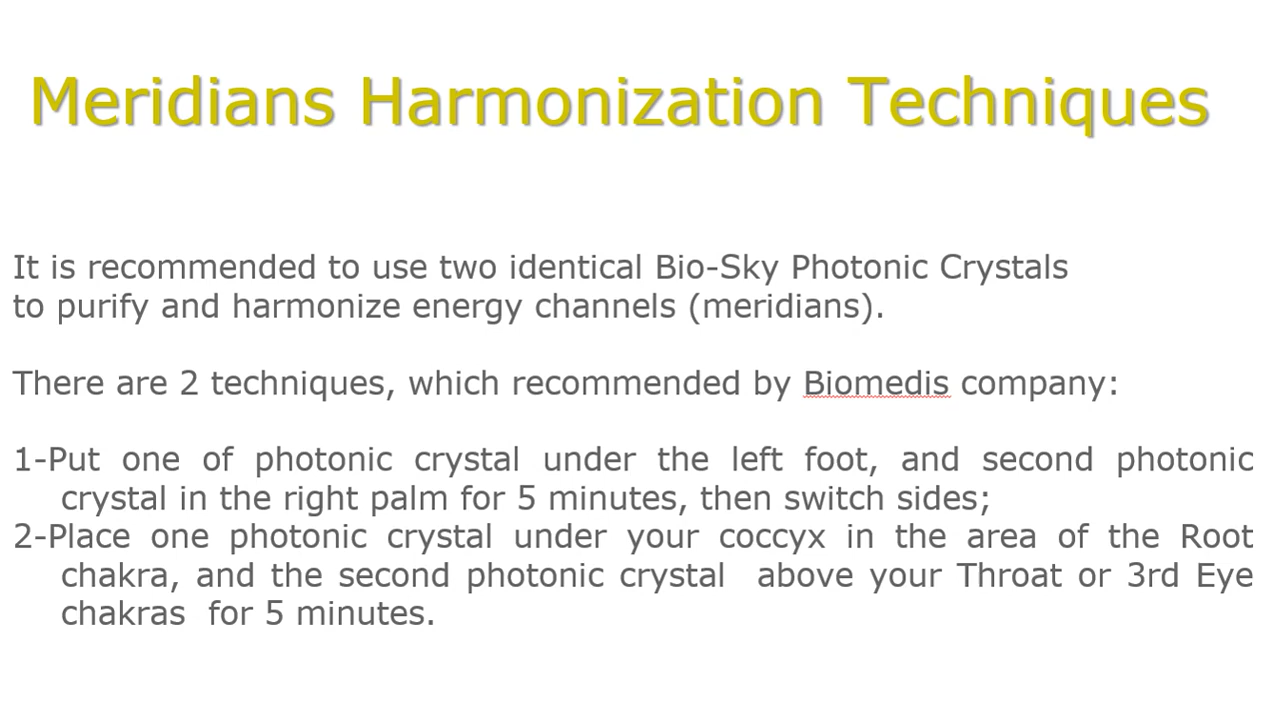 Meridians Harmonization Techniques
It is recommended to use two identical Bio-Sky Photonic Crystals
to purify and harmonize energy channels (meridians).
There are 2 techniques, which recommended by Biomedis company:
1-Put one of photonic crystal under the left foot, and second photonic
crystal in the right palm for 5 minutes, then switch sides;
2-Place one photonic crystal under your coccyx in the area of the Root
chakra, and the second photonic crystal above your Throat or 3rd Eye
chakras for 5 minutes.